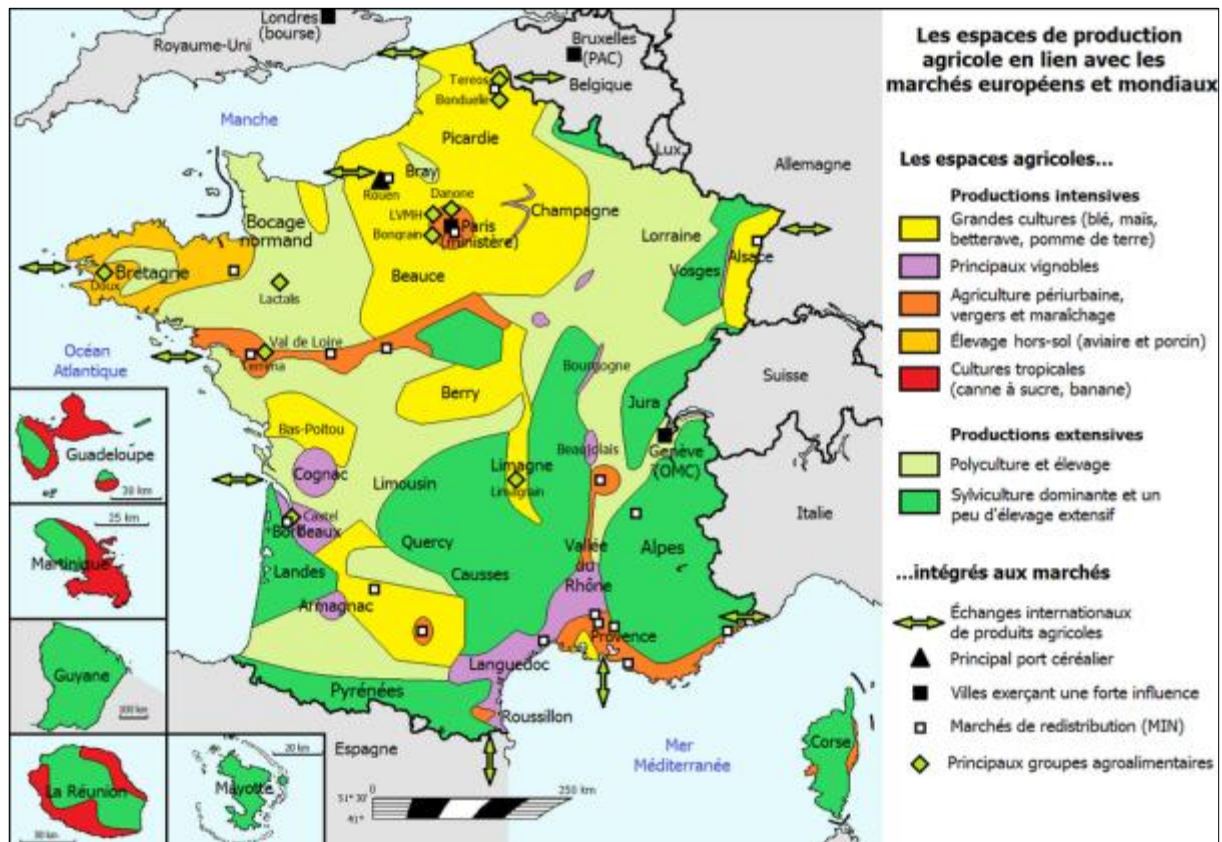 Les espaces de production
agricole en lien avec les
marchés européens et mondiaux
Les espaces agricoles...
Productions intensives
Grandes cultures (blé, maïs,
betterave, pomme de terre)
Principaux vignobles
Agriculture périurbaine,
vergers et maraîchage
Élevage hors-sol (aviaire et porcin)
Cultures tropicales
(canne à sucre, banane)
Productions extensives
Polyculture et élevage
Sylviculture dominante et un
peu d'élevage extensif
...intégrés aux marchés
Échanges internationaux
de produits agricoles
Principal port céréalier
Villes exerçant une forte influence
Marchés de redistribution (MIN)
Principaux groupes agroalimentaires
Londres
(bourse)
Royaume-Uni
Bruxelles
(PAC)
Belgique
Tereos
Bonduelle
Manche
Picardie
Lux.
Allemagne
Bray
Rouen
Danone
LVMH
Paris
(ministère)
Bongrain
Champagne
Bocage
normand
Lorraine
Alsace
Vosges
Bretagne
Doux
Lactalis
Beauce
Océan
Atlantique
Val de Loire
Terrena
Bourgogne
Suisse
Berry
Jura
Bas-Poitou
Beaujolais
Genève
(OMC)
Cognac
Limousin
Limagne
Limagrain
Italie
Castel
Bordeaux
Quercy
Vallée
du
Rhône
Alpes
Landes
Causses
Armagnac
Provence
Languedoc
Pyrénées
Roussillon
Espagne
Mer
Méditerranée
Corse
Guadeloupe
20 km
25 km
Martinique
Guyane
100 km
La Réunion
20 km
Mayotte
0
250 km
51° 30'
41°